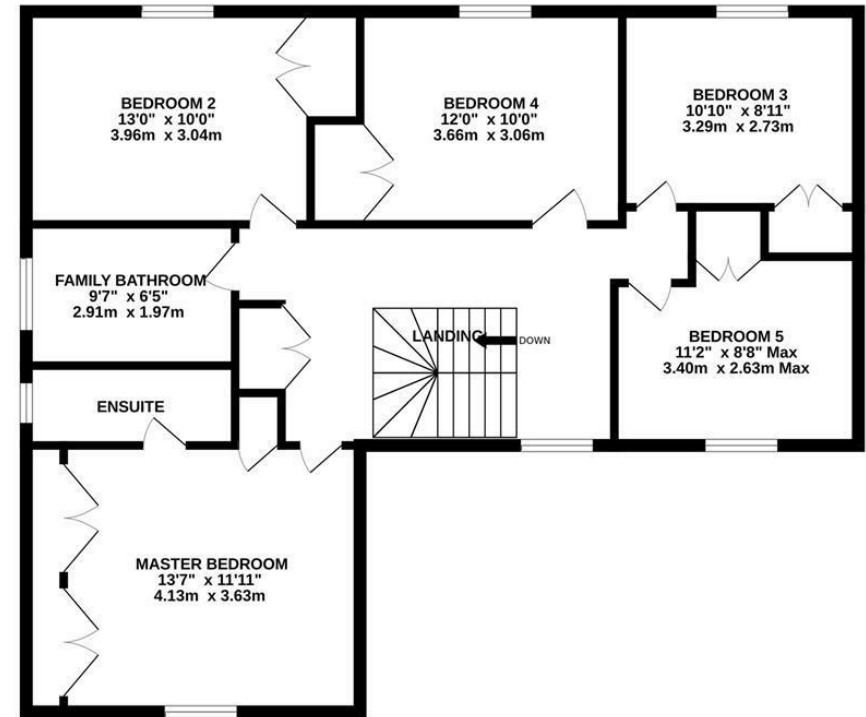 BEDROOM 2
13'0" x 10'0"
3.96m x 3.04m
BEDROOM 4
12'0" x 10'0"
3.66m x 3.06m
BEDROOM 3
10'10" x 8'11"
3.29m x 2.73m
FAMILY BATHROOM
9'7" x 6'5"
2.91m x 1.97m
LANDING
DOWN
BEDROOM 5
11'2" x 8'8" Max
3.40m x 2.63m Max
ENSUITE
MASTER BEDROOM
13'7" x 11'11"
4.13m x 3.63m